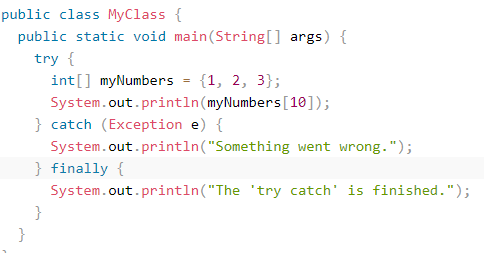 public class MyClass {
  public static void main(String[] args) {
    try {
      int[] myNumbers = {1, 2, 3};
      System.out.println(myNumbers[10]);
    } catch (Exception e) {
      System.out.println("Something went wrong.");
    } finally {
      System.out.println("The 'try catch' is finished.");
    }
  }